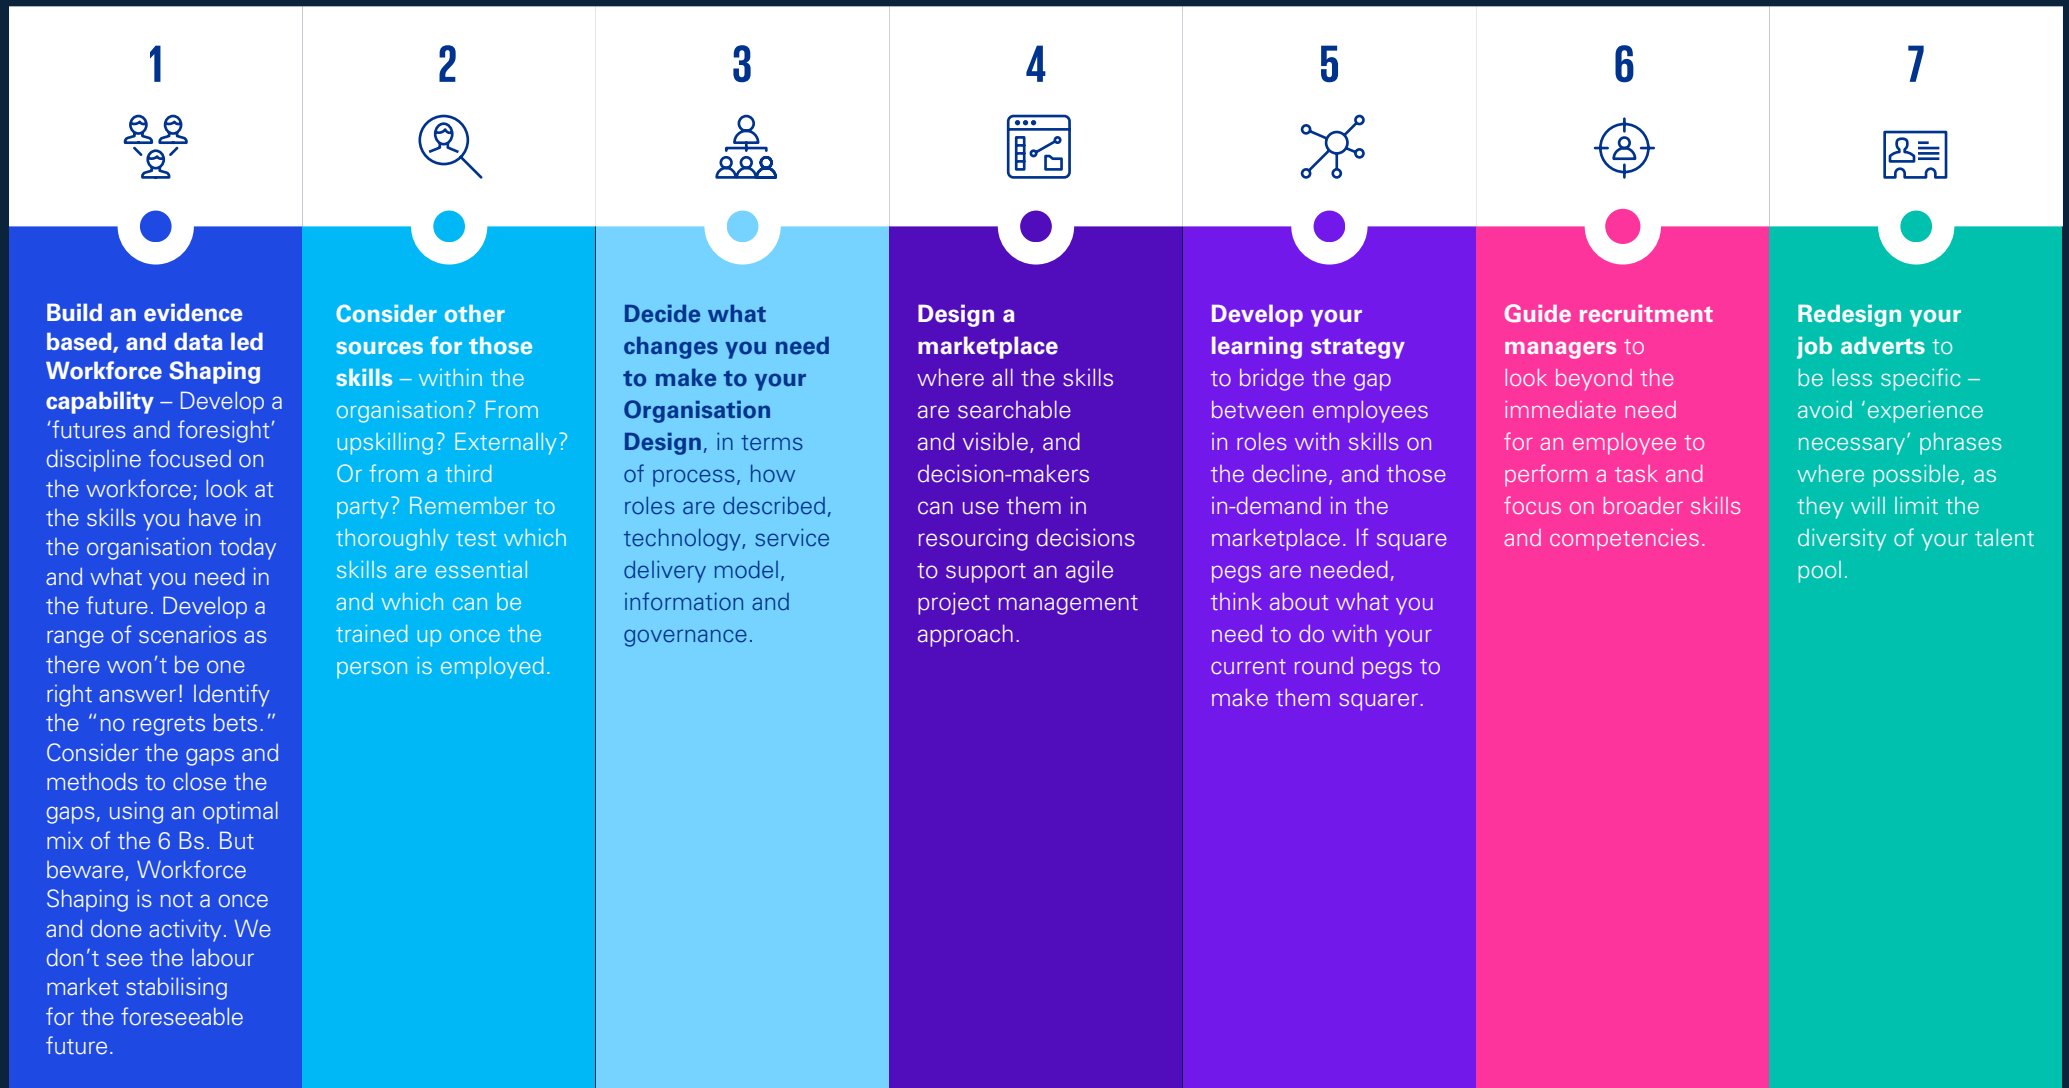 1
Build an evidence
based, and data led
Workforce Shaping
capability – Develop a
‘futures and foresight’
discipline focused on
the workforce; look at
the skills you have in
the organisation today
and what you need in
the future. Develop a
range of scenarios as
there won’t be one
right answer! Identify
the “no regrets bets.”
Consider the gaps and
methods to close the
gaps, using an optimal
mix of the 6 Bs. But
beware, Workforce
Shaping is not a once
and done activity. We
don’t see the labour
market stabilising
for the foreseeable
future.
2
Consider other
sources for those
skills – within the
organisation? From
upskilling? Externally?
Or from a third
party? Remember to
thoroughly test which
skills are essential
and which can be
trained up once the
person is employed.
3
Decide what
changes you need
to make to your
Organisation
Design, in terms
of process, how
roles are described,
technology, service
delivery model,
information and
governance.
4
Design a
marketplace
where all the skills
are searchable
and visible, and
decision-makers
can use them in
resourcing decisions
to support an agile
project management
approach.
5
Develop your
learning strategy
to bridge the gap
between employees
in roles with skills on
the decline, and those
in-demand in the
marketplace. If square
pegs are needed,
think about what you
need to do with your
current round pegs to
make them squarer.
6
Guide recruitment
managers to
look beyond the
immediate need
for an employee to
perform a task and
focus on broader skills
and competencies.
7
Redesign your
job adverts to
be less specific –
avoid ‘experience
necessary’ phrases
where possible, as
they will limit the
diversity of your talent
pool.